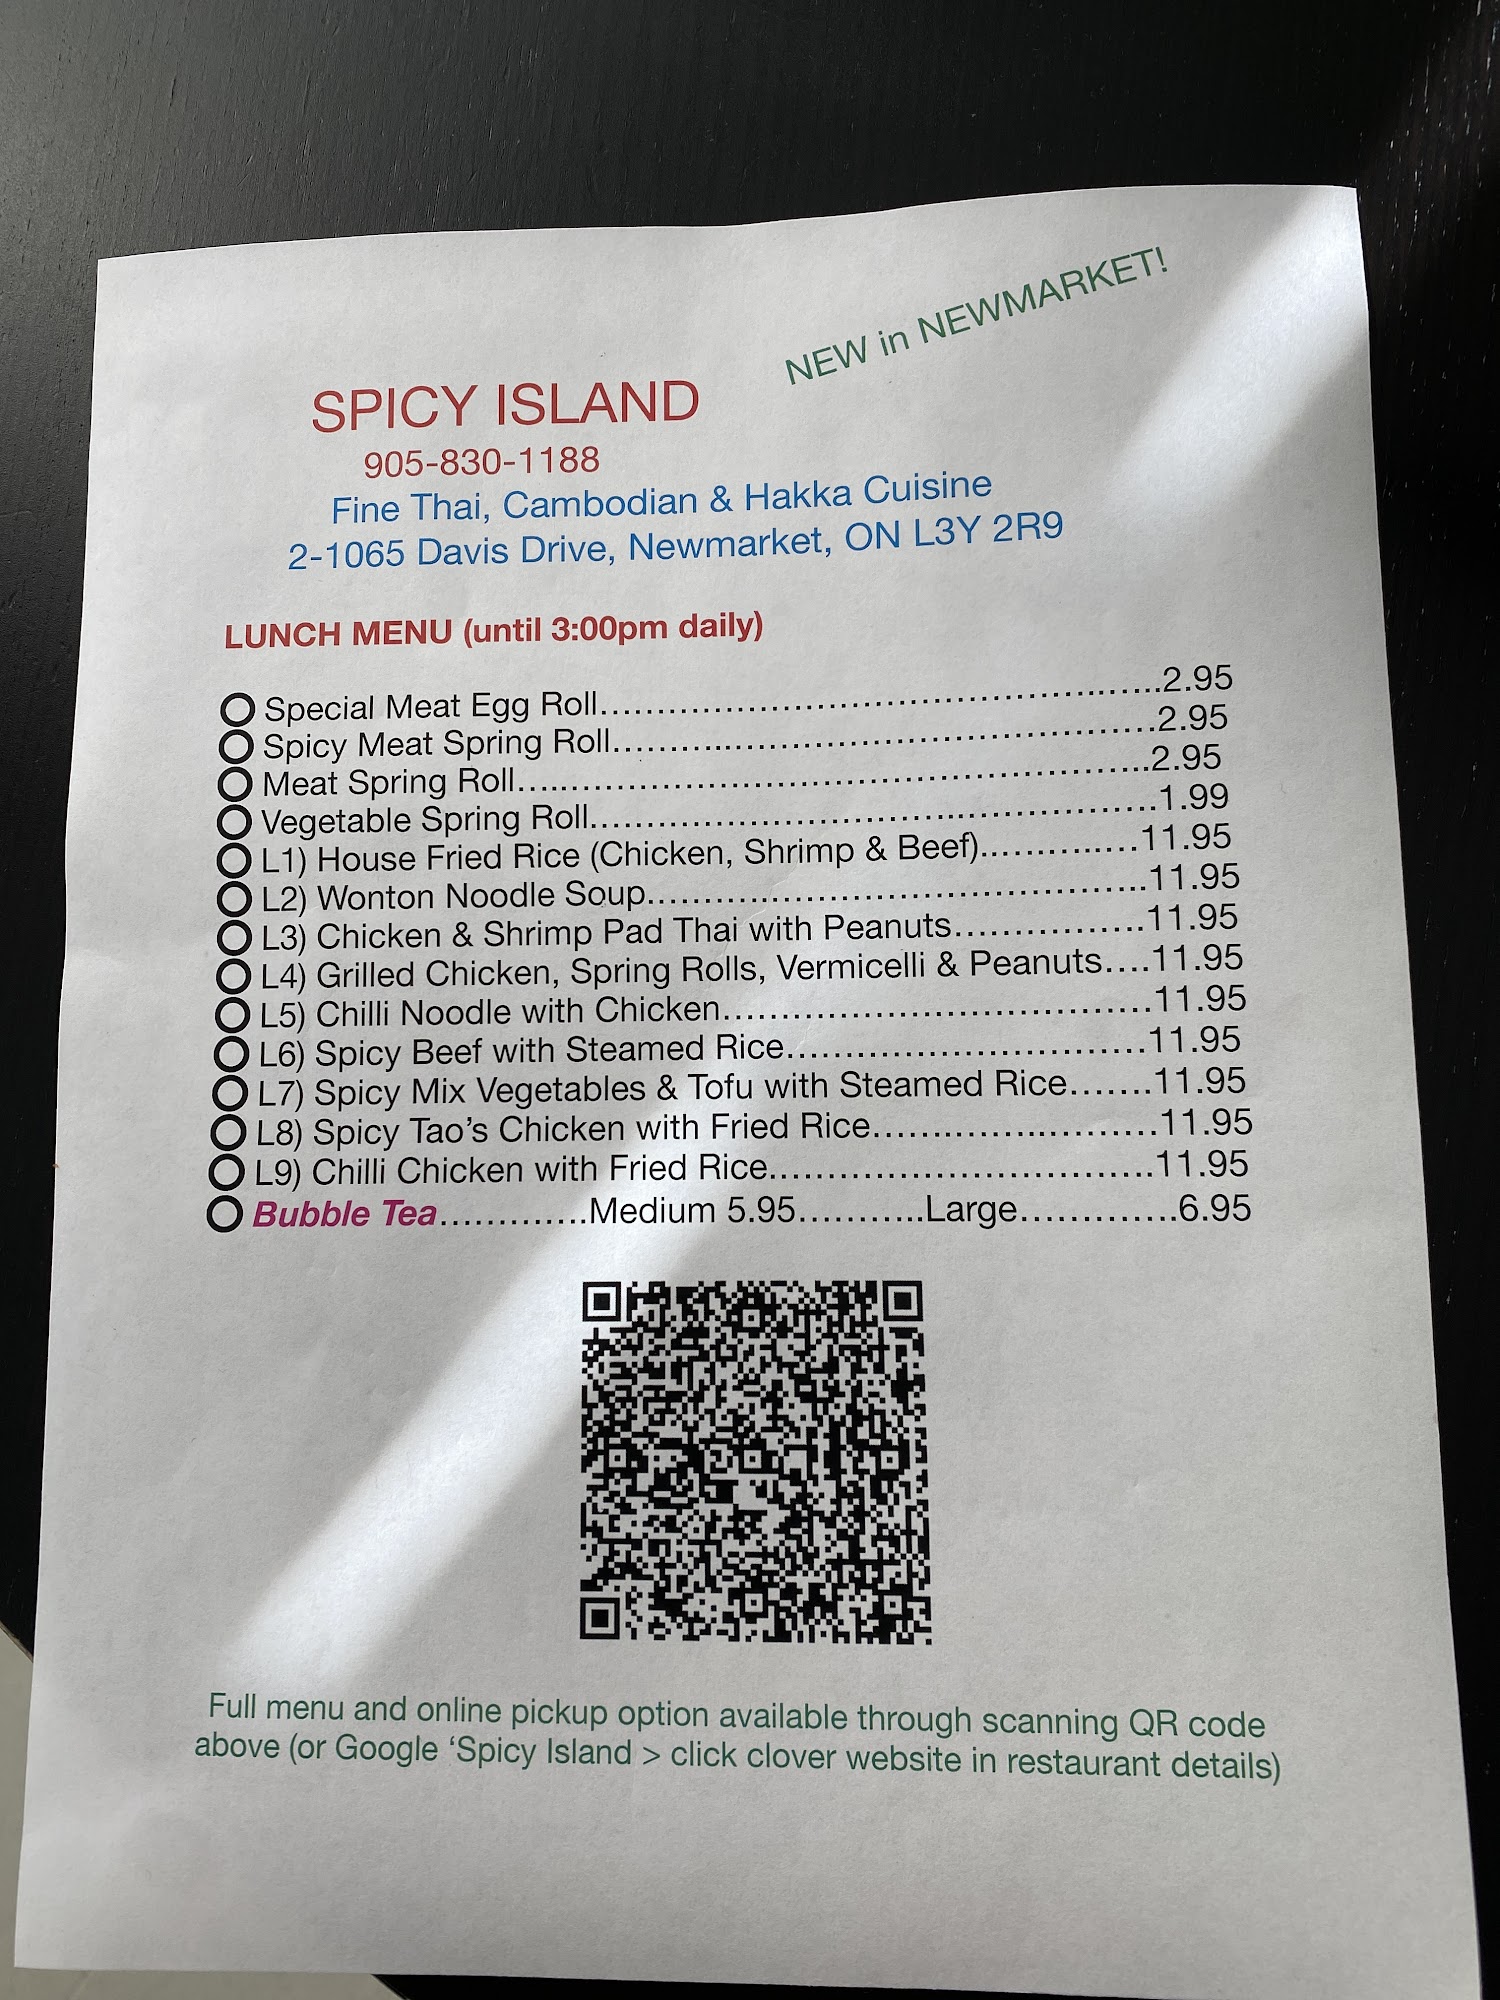 NEW in NEWMARKET!
SPICY ISLAND
905-830-1188
Fine Thai, Cambodian & Hakka Cuisine
2-1065 Davis Drive, Newmarket, ON L3Y 2R9
LUNCH MENU (until 3:00pm daily)
Special Meat Egg Roll.......................................................2.95
Spicy Meat Spring Roll......................................................2.95
Meat Spring Roll..............................................................2.95
Vegetable Spring Roll........................................................1.99
L1) House Fried Rice (Chicken, Shrimp & Beef)................11.95
L2) Wonton Noodle Soup.................................................11.95
L3) Chicken & Shrimp Pad Thai with Peanuts.................11.95
L4) Grilled Chicken, Spring Rolls, Vermicelli & Peanuts....11.95
L5) Chilli Noodle with Chicken..........................................11.95
L6) Spicy Beef with Steamed Rice...................................11.95
L7) Spicy Mix Vegetables & Tofu with Steamed Rice.......11.95
L8) Spicy Tao’s Chicken with Fried Rice............................11.95
L9) Chilli Chicken with Fried Rice.....................................11.95
Bubble Tea.............Medium 5.95...........Large..............6.95
Full menu and online pickup option available through scanning QR code
above (or Google ‘Spicy Island > click clover website in restaurant details)